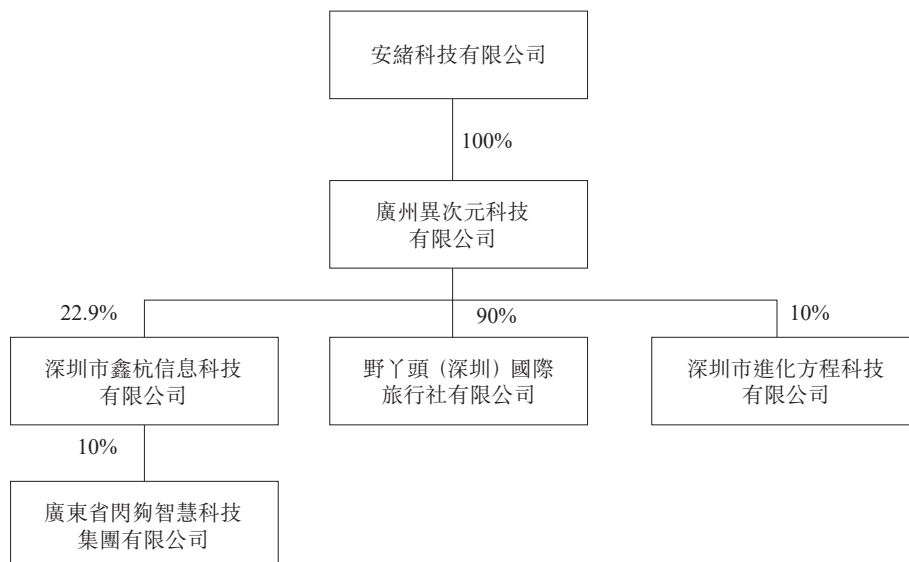 安緒科技有限公司
100%
廣州異次元科技
有限公司
22.9%
90%
10%
深圳市鑫杭信息科技
有限公司
野丫頭（深圳）國際
旅行社有限公司
深圳市進化方程科技
有限公司
10%
廣東省閃夠智慧科技
集團有限公司